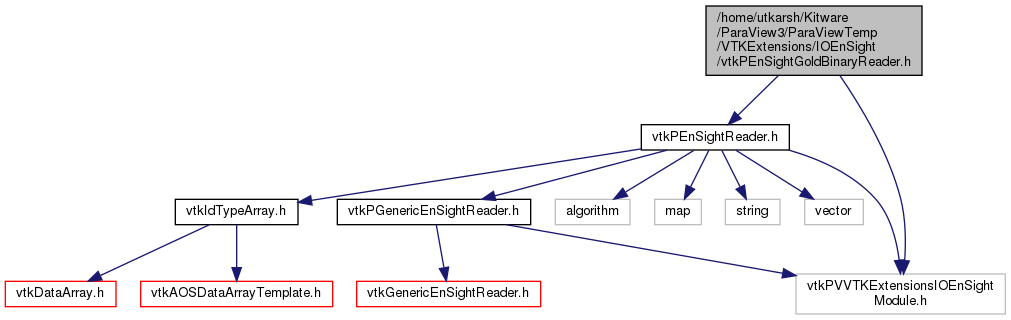 /home/utkarsh/Kitware
/ParaView3/ParaViewTemp
/VTKExtensions/IOEnSight
/vtkPEnSightGoldBinaryReader.h
vtkPEnSightReader.h
vtkIdTypeArray.h
vtkPGenericEnSightReader.h
algorithm
map
string
vector
vtkDataArray.h
vtkAOSDataArrayTemplate.h
vtkGenericEnSightReader.h
vtkPVVTKExtensionsIOEnSight
Module.h